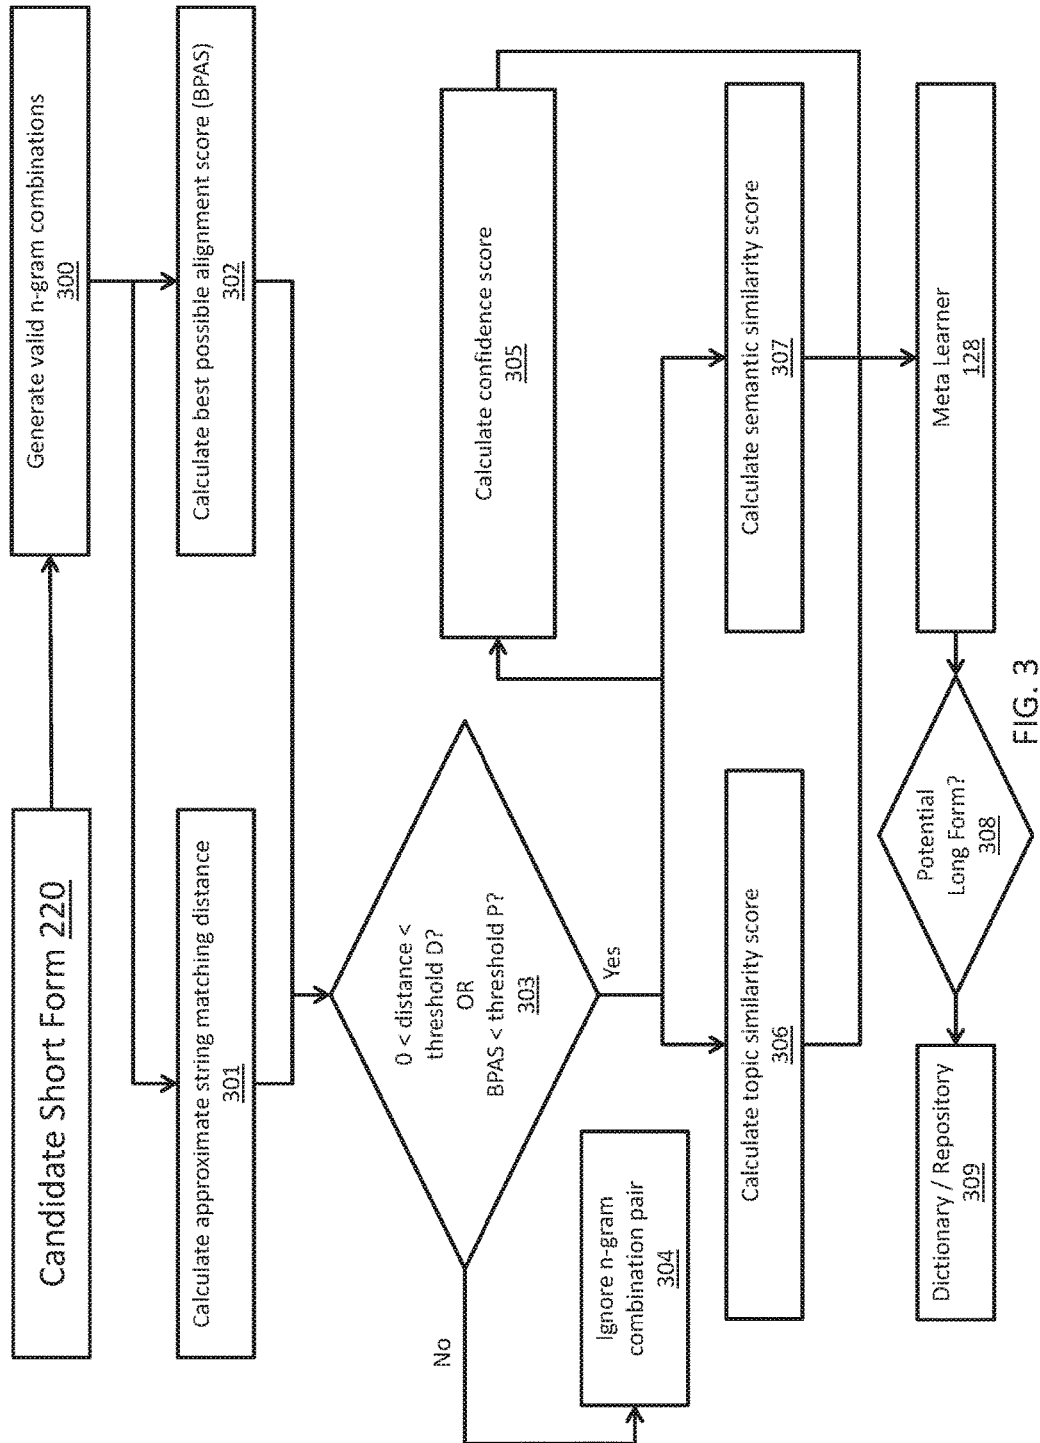 Candidate Short Form 220
Generate valid n-gram combinations
300
Calculate approximate string matching distance
301
Calculate best possible alignment score (BPAS)
302
0 < distance <
threshold D?
OR
BPAS < threshold P?
303
No
Yes
Ignore n-gram
combination pair
304
Calculate confidence score
305
Calculate topic similarity score
306
Calculate semantic similarity score
307
Dictionary / Repository
309
Potential
Long Form?
308
Meta Learner
128
FIG. 3